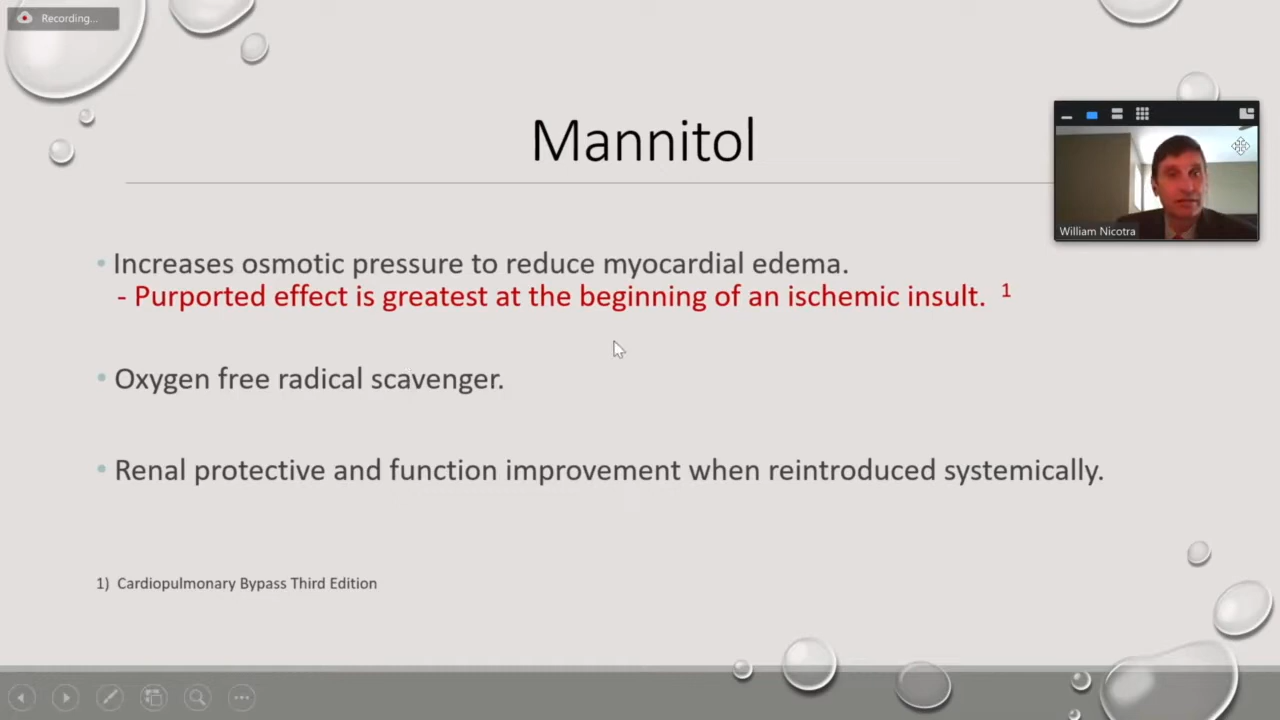 Recording...
Mannitol
William Nicotra
• Increases osmotic pressure to reduce myocardial edema.
- Purported effect is greatest at the beginning of an ischemic insult. 1
• Oxygen free radical scavenger.
• Renal protective and function improvement when reintroduced systemically.
1) Cardiopulmonary Bypass Third Edition